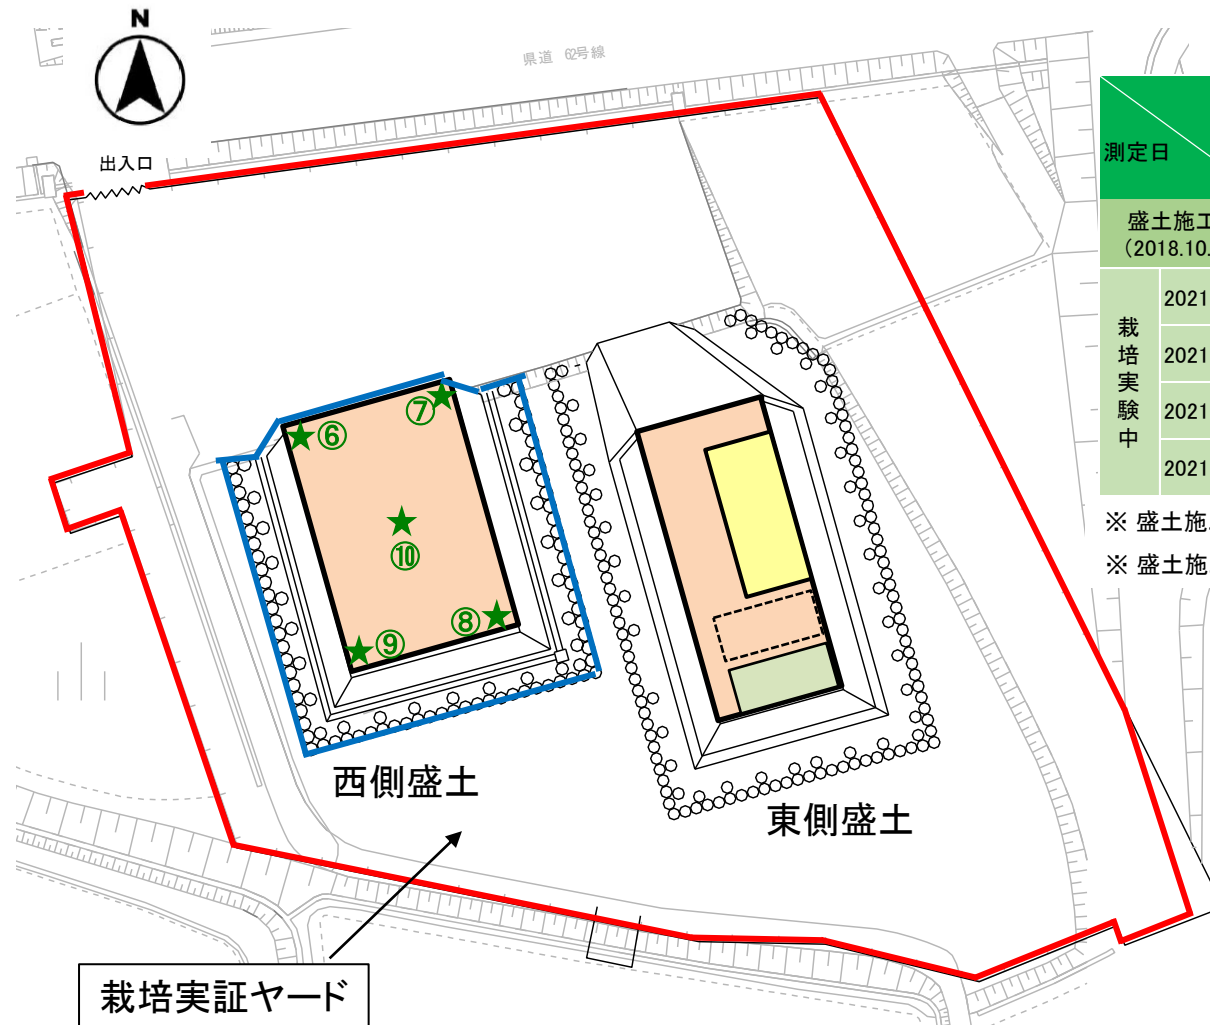 N
県道 62号線
出入口
測定日
盛土施工
(2018.10.
栽培実験中
2021
2021
2021
2021
※ 盛土施
※ 盛土施
⑦
⑥
⑩
⑧
⑨
西側盛土
東側盛土
栽培実証ヤード